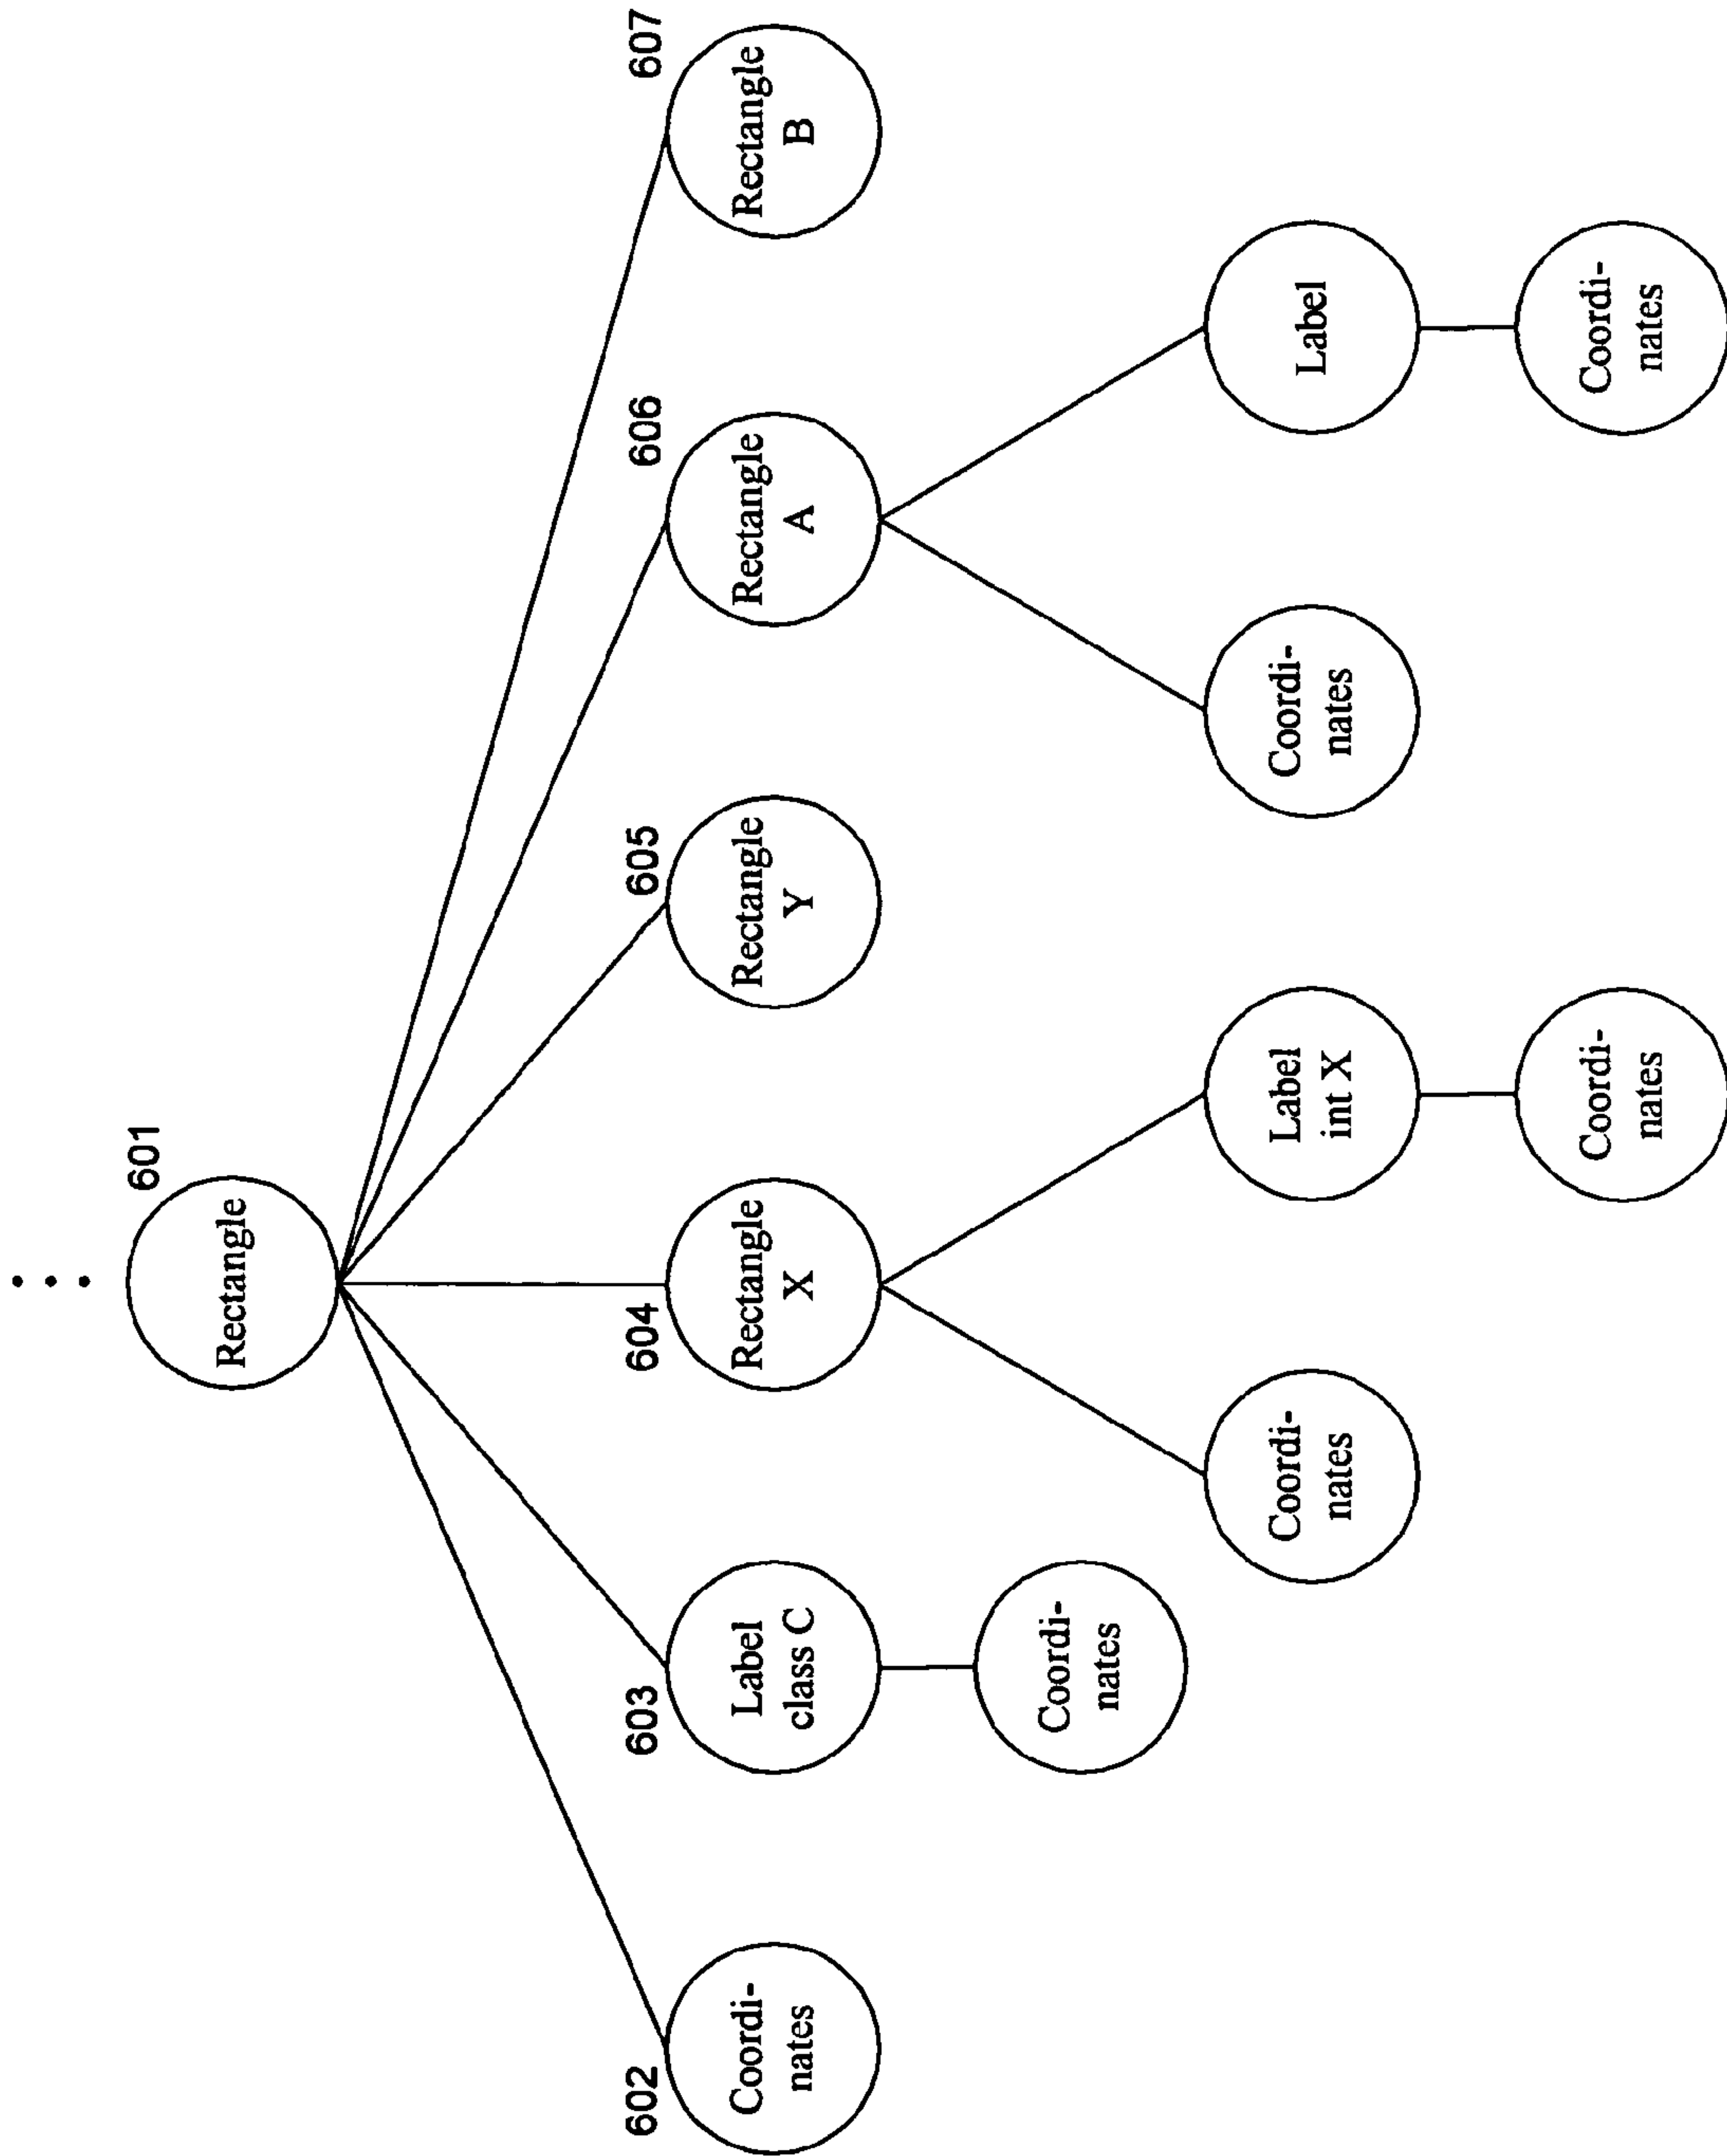 601
Rectangle
602
Coordi-
nates
603
Label
class C
604
Rectangle
X
605
Rectangle
Y
606
Rectangle
A
607
Rectangle
B
Coordi-
nates
Coordi-
nates
Label
int X
Coordi-
nates
Label
Coordi-
nates
Coordi-
nates